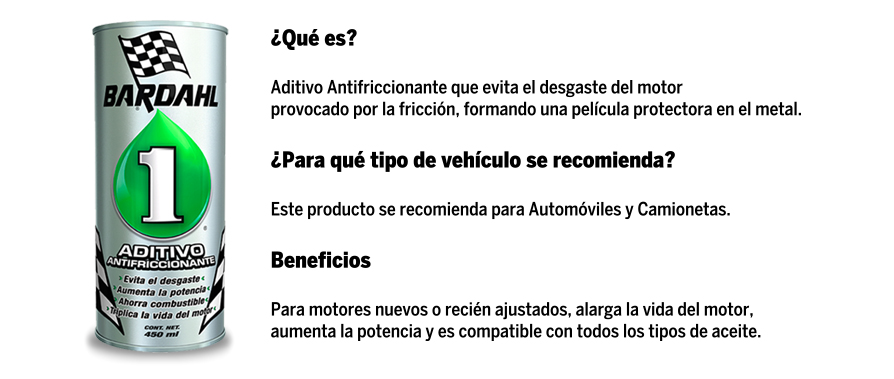 BARDAHL
®
1
®
ADITIVO
ANTIFRICCIONANTE
Evita el desgaste
Aumenta la potencia
Ahorra combustible
Triplica la vida del motor
CONT. NET.
450 ml
¿Qué es?
Aditivo Antifriccionante que evita el desgaste del motor
provocado por la fricción, formando una película protectora en el metal.
¿Para qué tipo de vehículo se recomienda?
Este producto se recomienda para Automóviles y Camionetas.
Beneficios
Para motores nuevos o recién ajustados, alarga la vida del motor,
aumenta la potencia y es compatible con todos los tipos de aceite.